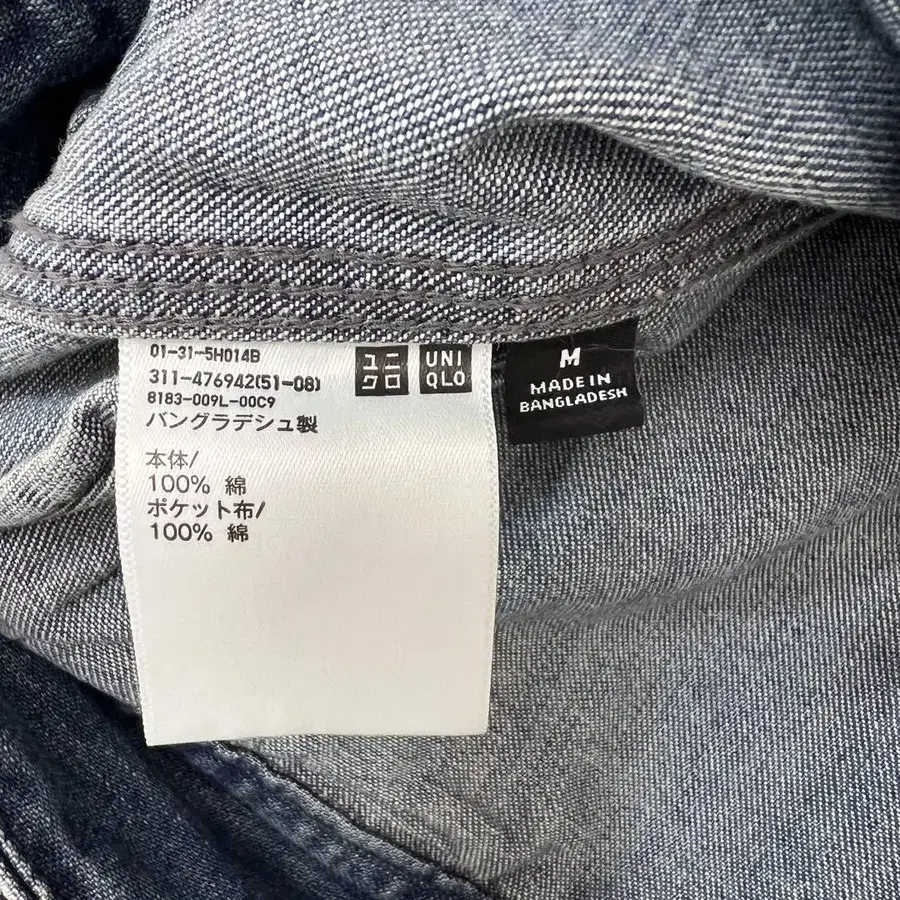 01-31-5H014B
311-476942(51-08)
8183-009L-00C9
バングラデシュ製
本体/
100% 綿
ポケット布/
100% 綿
ユニ
クロ
UNI
QLO
M
MADE IN
BANGLADESH